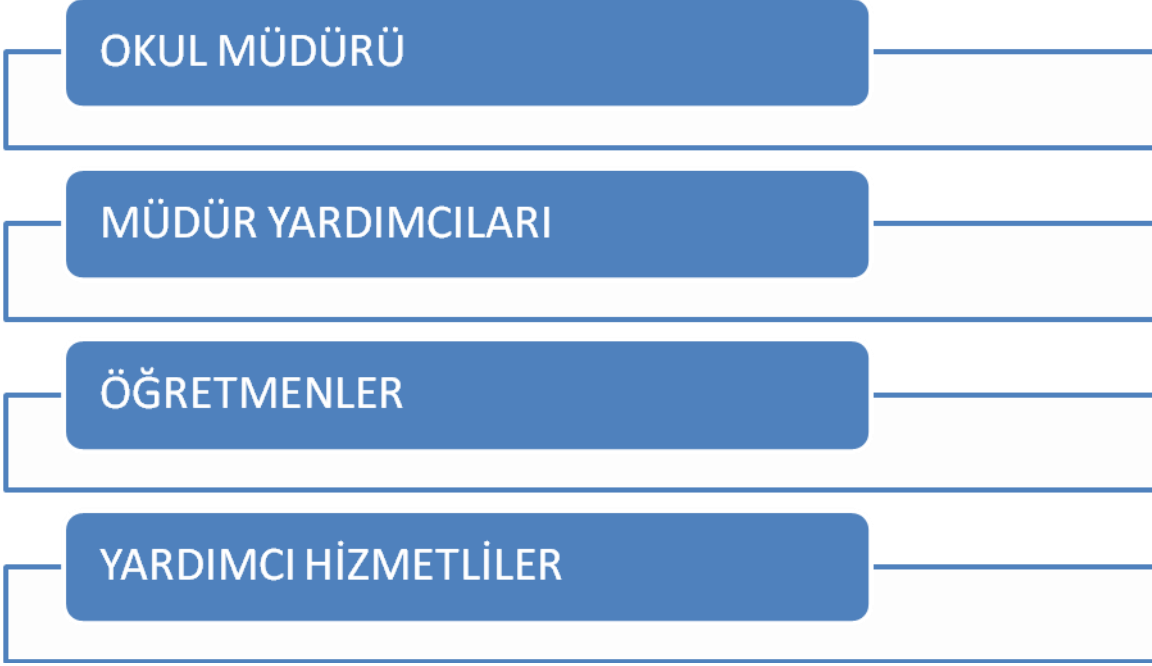 OKUL MÜDÜRÜ
MÜDÜR YARDIMCILARI
ÖĞRETMENLER
YARDIMCI HİZMETLİLER